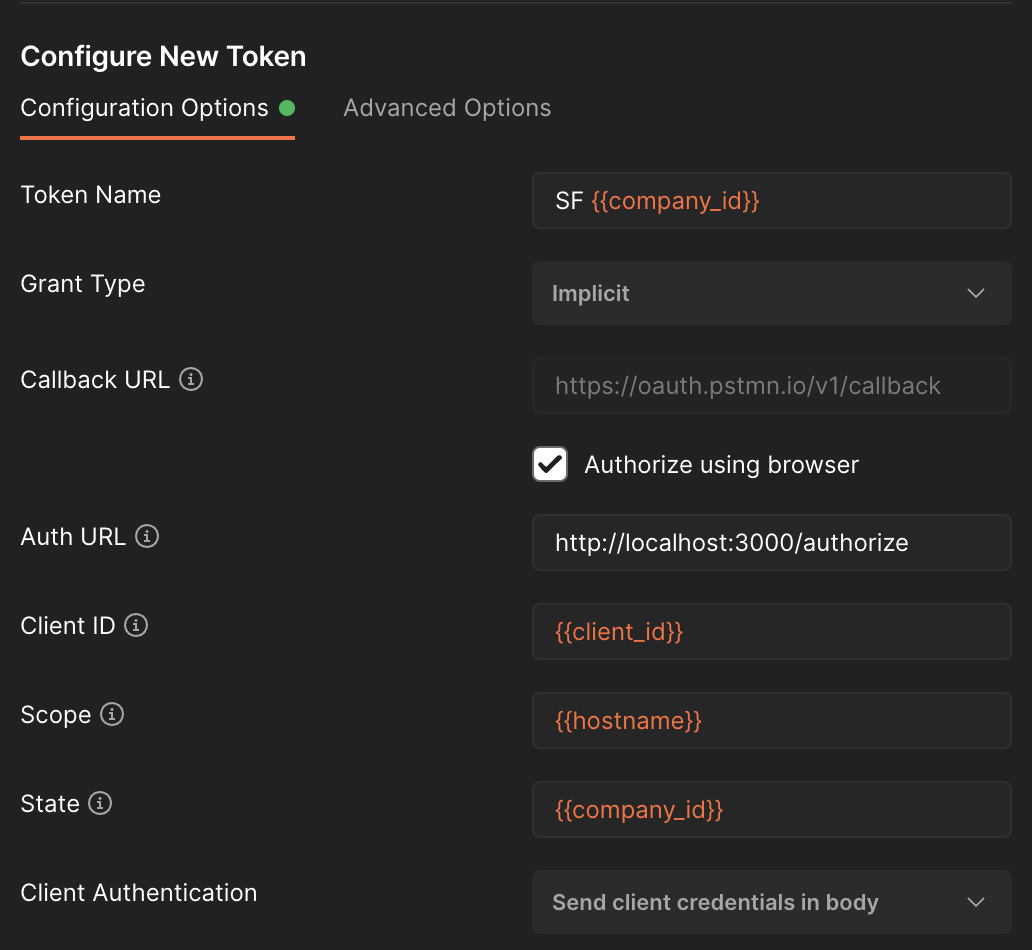 Configure New Token
Configuration Options
Advanced Options
Token Name
SF {{company_id}}
Grant Type
Implicit
Callback URL
https://oauth.pstmn.io/v1/callback
Authorize using browser
Auth URL
http://localhost:3000/authorize
Client ID
{{client_id}}
Scope
{{hostname}}
State
{{company_id}}
Client Authentication
Send client credentials in body